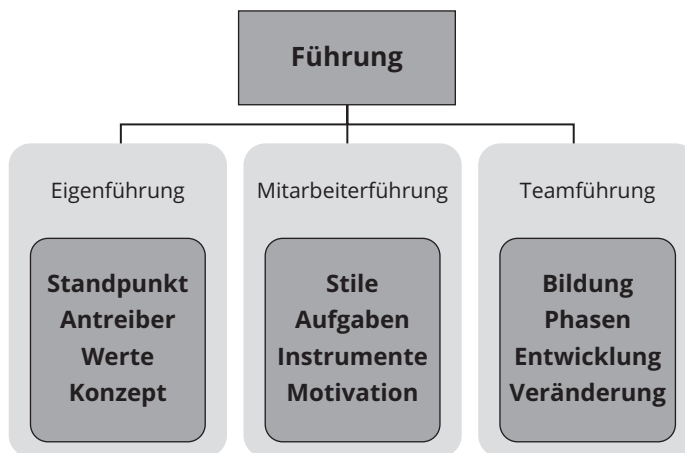 Führung
Eigenführung
Standpunkt
Antreiber
Werte
Konzept
Mitarbeiterführung
Stile
Aufgaben
Instrumente
Motivation
Teamführung
Bildung
Phasen
Entwicklung
Veränderung